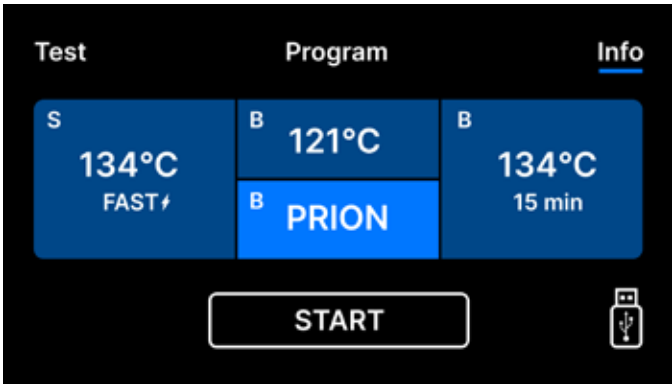 Test Program Info
S
134°C
FAST⚡
B
121°C
B
PRION
B
134°C
15 min
START